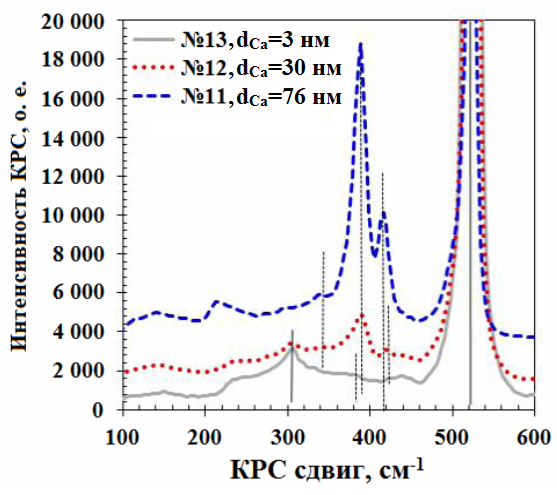 20 000
18 000
16 000
14 000
12 000
10 000
8 000
6 000
4 000
2 000
0
Интенсивность КРС, о. е.
№13,dCa=3 нм
№12,dCa=30 нм
№11,dCa=76 нм
100 200 300 400 500 600
КРС сдвиг, см-1